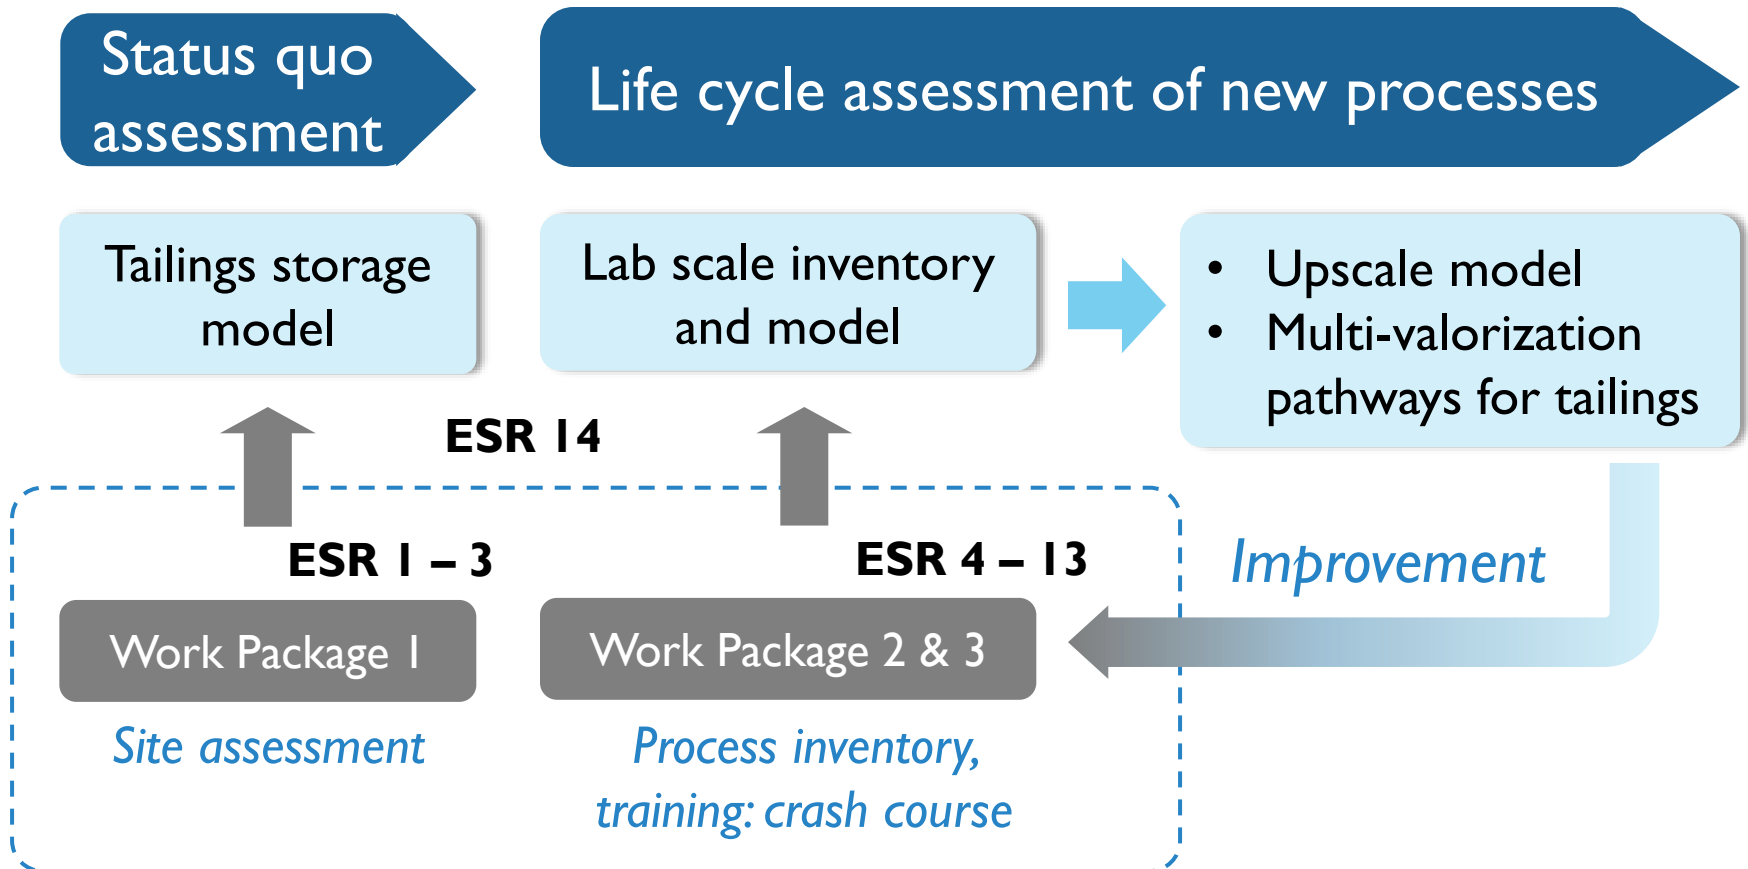 Status quo
assessment
Life cycle assessment of new processes
Tailings storage
model
Lab scale inventory
and model
• Upscale model
• Multi-valorization
pathways for tailings
ESR 14
ESR 1 – 3
ESR 4 – 13
Improvement
Work Package 1
Work Package 2 & 3
Site assessment
Process inventory,
training: crash course